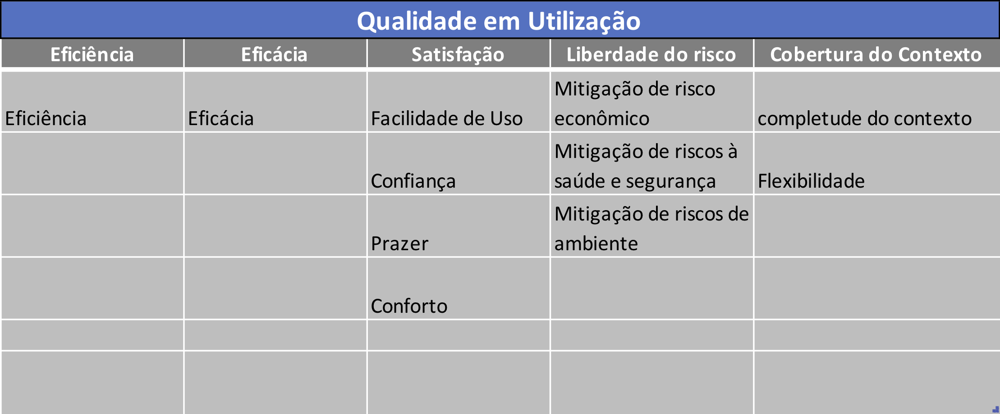 Qualidade em Utilização
Eficiência Eficácia Satisfação Liberdade do risco Cobertura do Contexto
Eficiência Eficácia Facilidade de Uso Mitigação de risco
econômico completude do contexto
Confiança Mitigação de riscos à
saúde e segurança Flexibilidade
Prazer Mitigação de riscos de
ambiente
Conforto